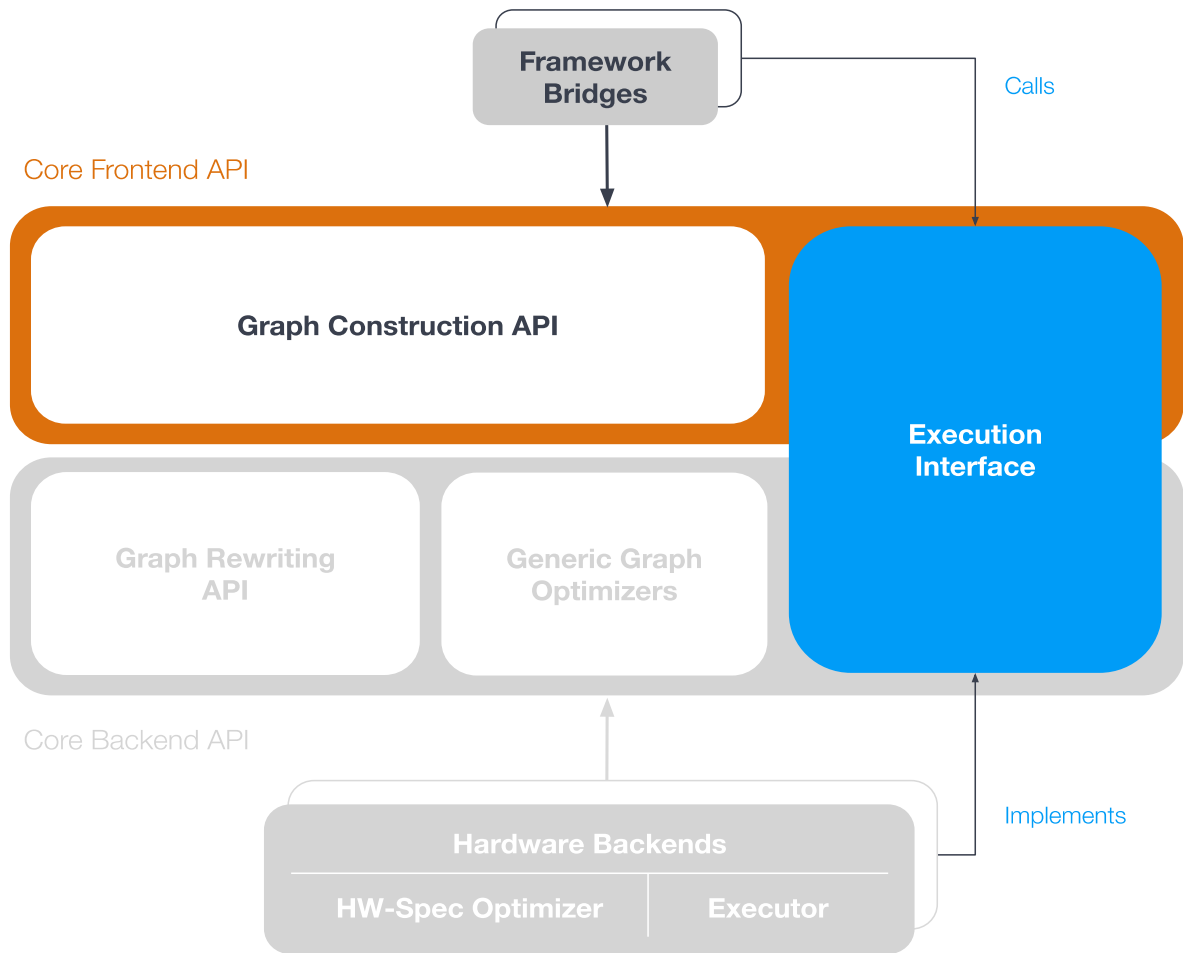 Framework
Bridges
Calls
Core Frontend API
Graph Construction API
Execution
Interface
Graph Rewriting
API
Generic Graph
Optimizers
Core Backend API
Implements
Hardware Backends
HW-Spec Optimizer
Executor